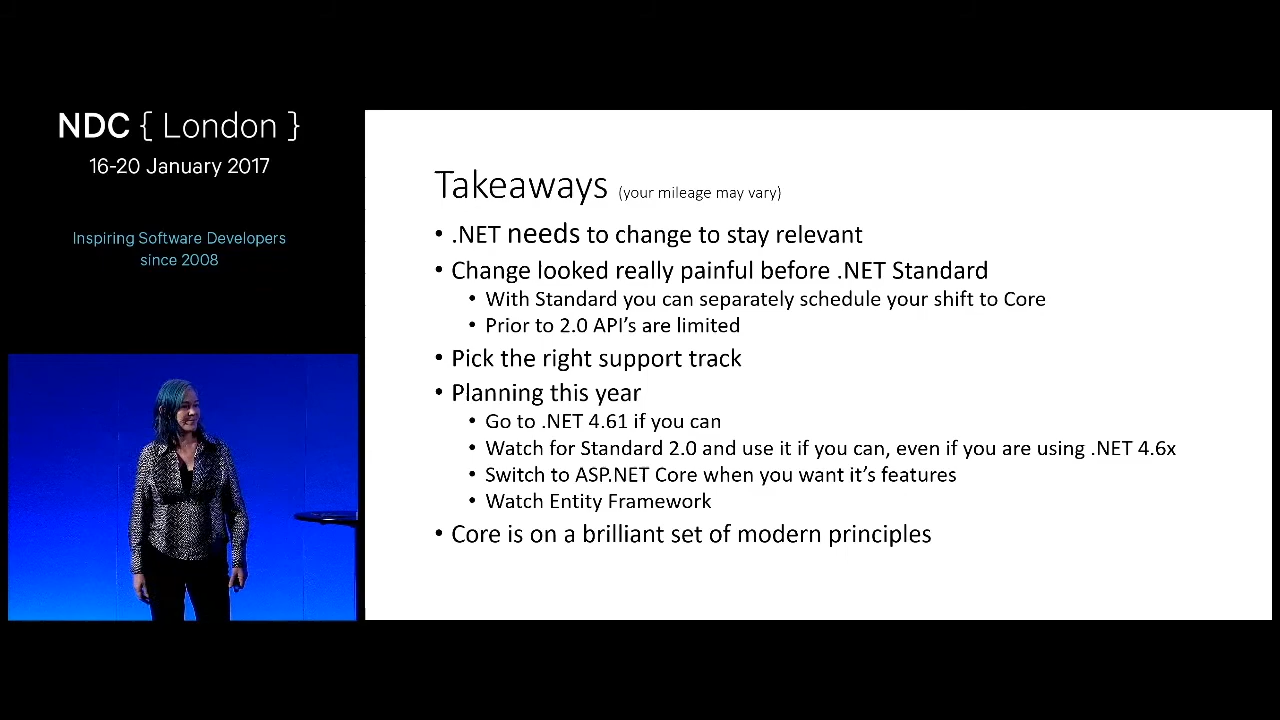 NDC { London }
16-20 January 2017
Inspiring Software Developers
since 2008
Takeaways (your mileage may vary)
• .NET needs to change to stay relevant
• Change looked really painful before .NET Standard
• With Standard you can separately schedule your shift to Core
• Prior to 2.0 API's are limited
• Pick the right support track
• Planning this year
• Go to .NET 4.61 if you can
• Watch for Standard 2.0 and use it if you can, even if you are using .NET 4.6x
• Switch to ASP.NET Core when you want it's features
• Watch Entity Framework
• Core is on a brilliant set of modern principles